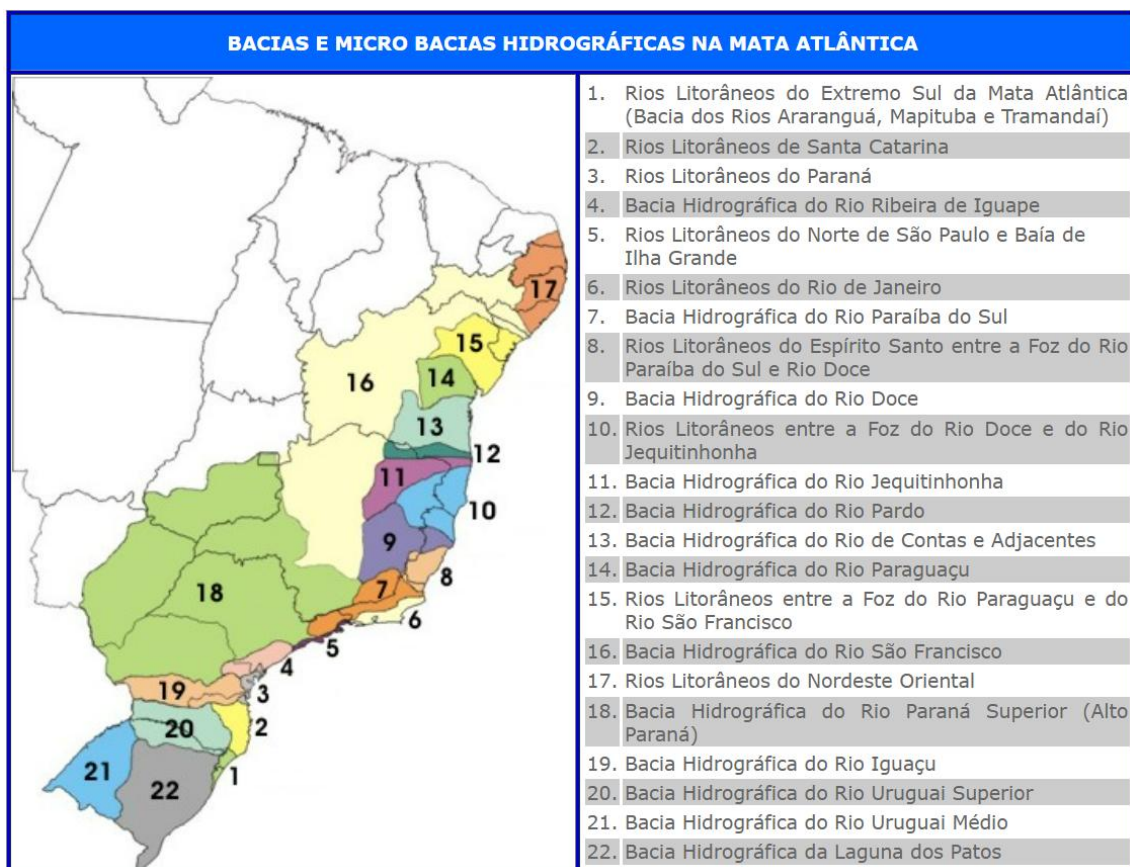 BACIAS E MICRO BACIAS HIDROGRÁFICAS NA MATA ATLÂNTICA
17
15
16
14
13
12
11
10
9
8
18
7
6
5
4
19
3
20
2
21
1
22
1. Rios Litorâneos do Extremo Sul da Mata Atlântica
(Bacia dos Rios Araranguá, Mapituba e Tramandaí)
2. Rios Litorâneos de Santa Catarina
3. Rios Litorâneos do Paraná
4. Bacia Hidrográfica do Rio Ribeira de Iguape
5. Rios Litorâneos do Norte de São Paulo e Baía de
Ilha Grande
6. Rios Litorâneos do Rio de Janeiro
7. Bacia Hidrográfica do Rio Paraíba do Sul
8. Rios Litorâneos do Espírito Santo entre a Foz do Rio
Paraíba do Sul e Rio Doce
9. Bacia Hidrográfica do Rio Doce
10. Rios Litorâneos entre a Foz do Rio Doce e do Rio
Jequitinhonha
11. Bacia Hidrográfica do Rio Jequitinhonha
12. Bacia Hidrográfica do Rio Pardo
13. Bacia Hidrográfica do Rio de Contas e Adjacentes
14. Bacia Hidrográfica do Rio Paraguaçu
15. Rios Litorâneos entre a Foz do Rio Paraguaçu e do
Rio São Francisco
16. Bacia Hidrográfica do Rio São Francisco
17. Rios Litorâneos do Nordeste Oriental
18. Bacia Hidrográfica do Rio Paraná Superior (Alto
Paraná)
19. Bacia Hidrográfica do Rio Iguaçu
20. Bacia Hidrográfica do Rio Uruguai Superior
21. Bacia Hidrográfica do Rio Uruguai Médio
22. Bacia Hidrográfica da Laguna dos Patos